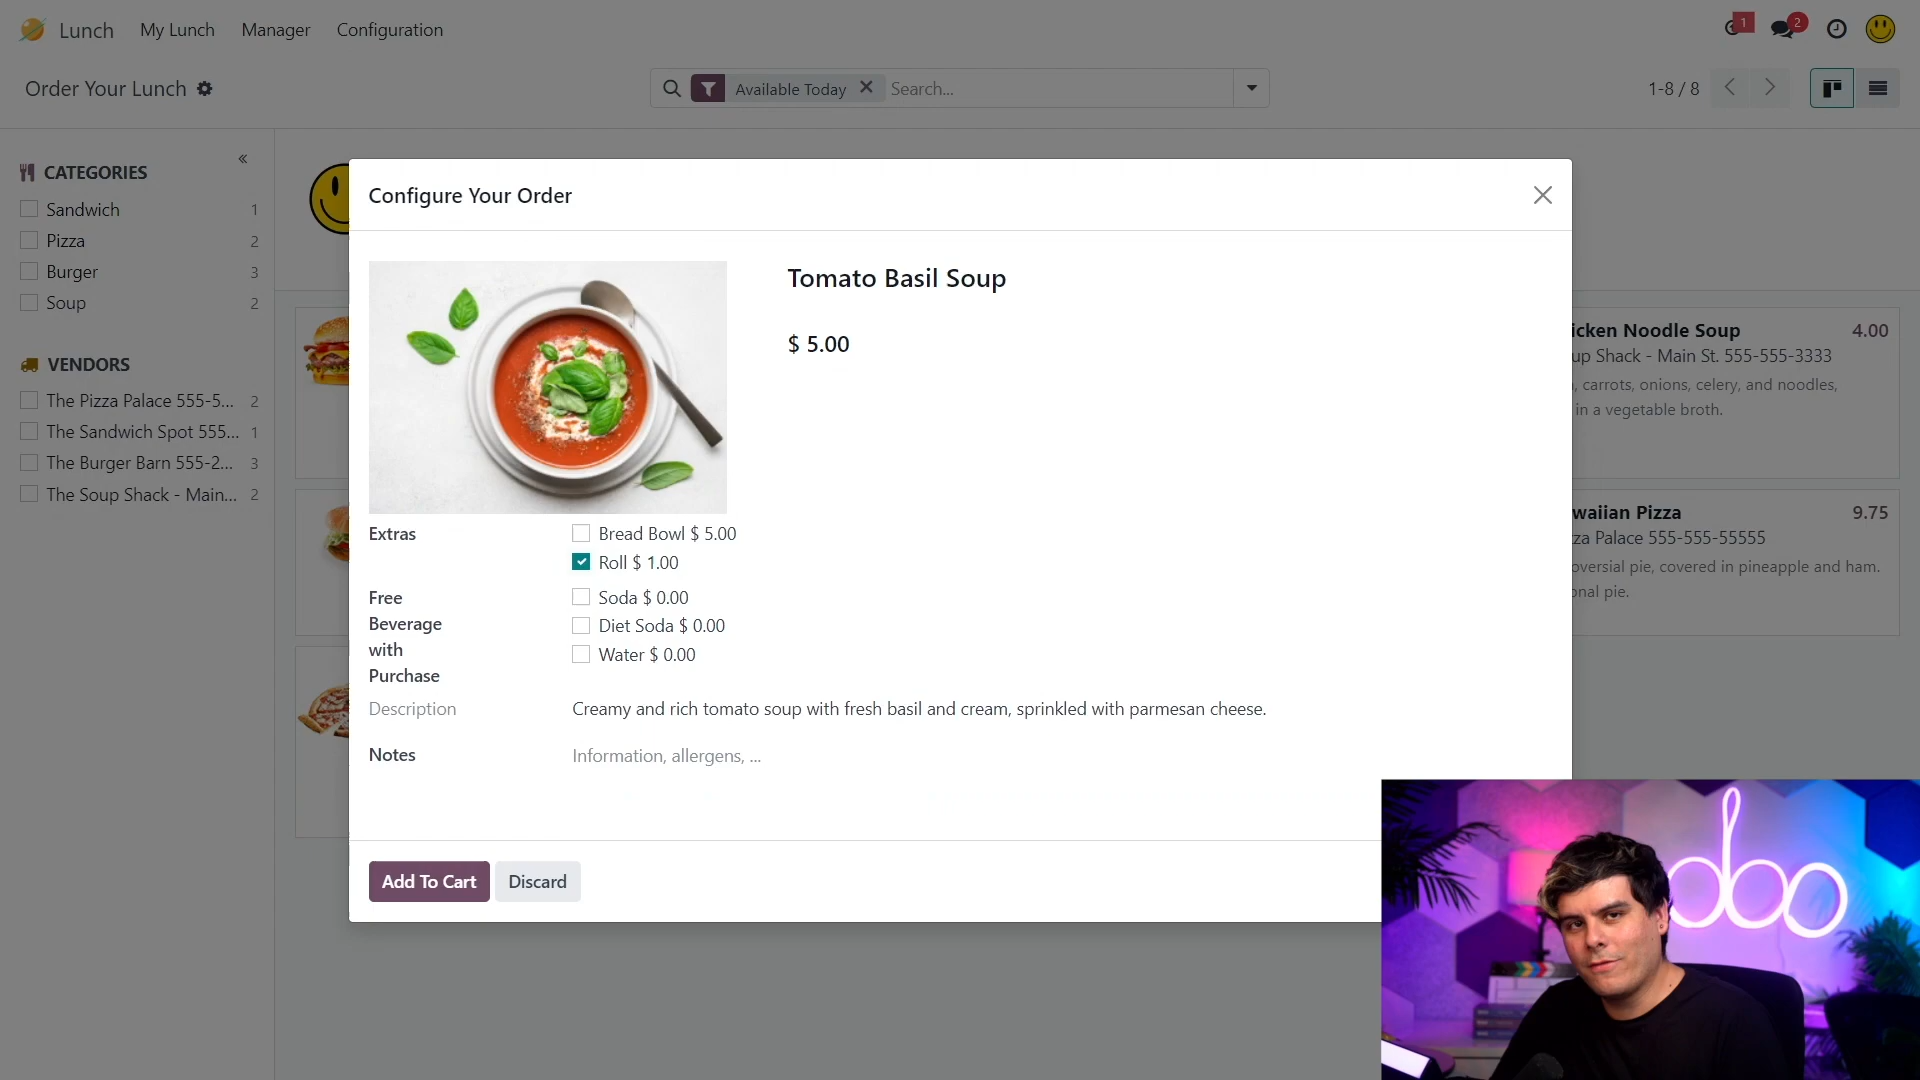 Lunch
My Lunch
Manager
Configuration
1
2
Order Your Lunch
Available Today
Search...
1-8 / 8
CATEGORIES
Sandwich 1
Pizza 2
Burger 3
Soup 2
VENDORS
The Pizza Palace 555-5... 2
The Sandwich Spot 555... 1
The Burger Barn 555-2... 3
The Soup Shack - Main... 2
Configure Your Order
Tomato Basil Soup
$ 5.00
Extras
Bread Bowl $ 5.00
Roll $ 1.00
Free
Beverage
with
Purchase
Soda $ 0.00
Diet Soda $ 0.00
Water $ 0.00
Description
Creamy and rich tomato soup with fresh basil and cream, sprinkled with parmesan cheese.
Notes
Information, allergens, ...
Add To Cart
Discard
icken Noodle Soup 4.00
up Shack - Main St. 555-555-3333
, carrots, onions, celery, and noodles,
in a vegetable broth.
waiian Pizza 9.75
za Palace 555-555-55555
oversial pie, covered in pineapple and ham.
onal pie.